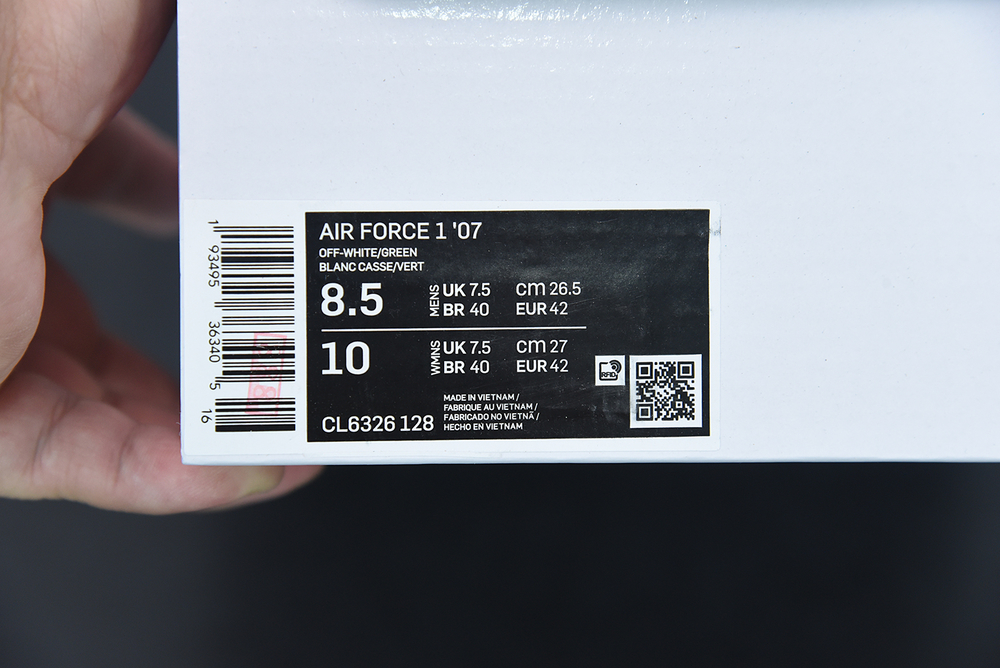 1
93495
36340
5
16
AIR FORCE 1 '07
OFF-WHITE/GREEN
BLANC CASSE/VERT
8.5 MENS UK 7.5 cm 26.5
BR 40 EUR 42
10 WMNS UK 7.5 cm 27
BR 40 EUR 42
RFID
CL6326 128
MADE IN VIETNAM /
FABRIQUE AU VIETNAM /
FABRICADO NO VIETNÃ /
HECHO EN VIETNAM